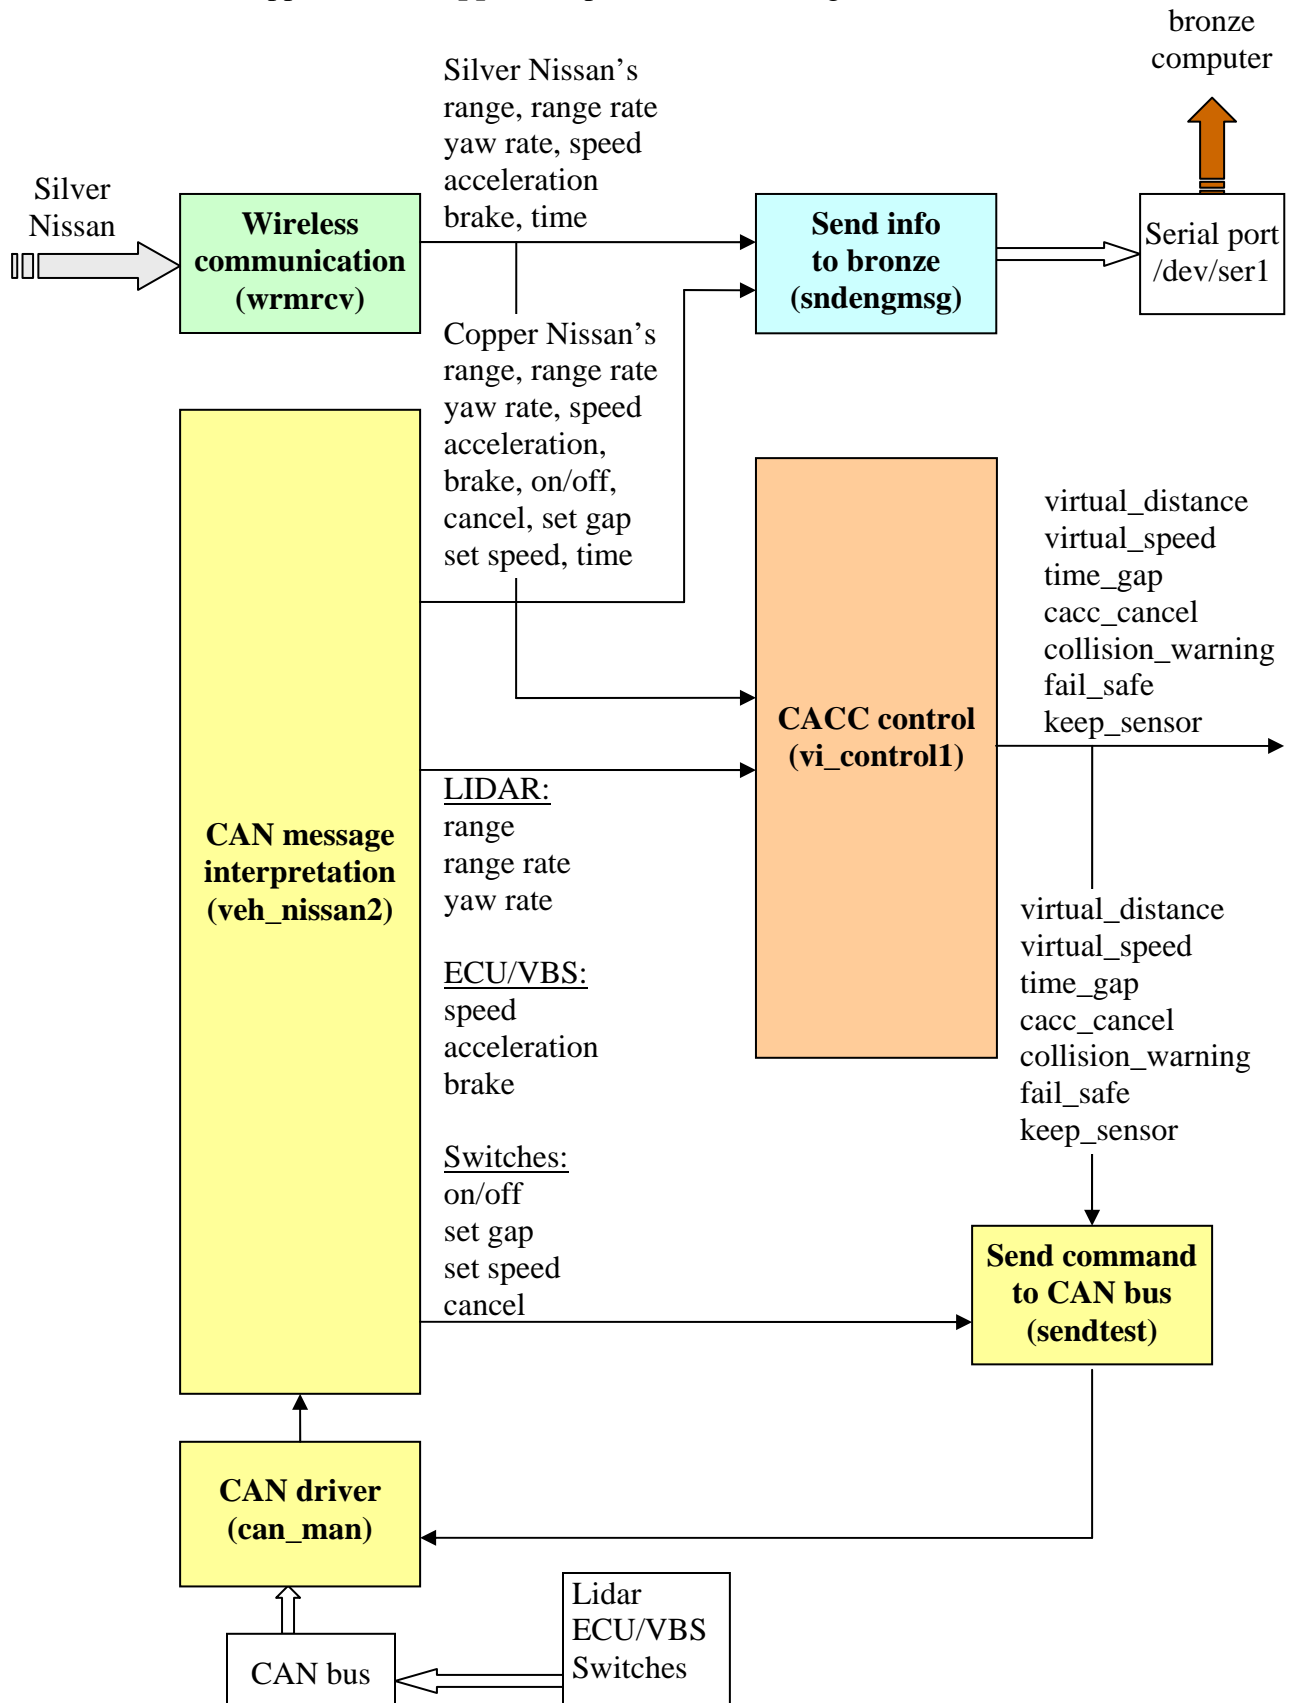 bronze
computer
Silver Nissan’s
range, range rate
yaw rate, speed
acceleration
brake, time
Silver
Nissan
Wireless
communication
(wrmrcv)
Send info
to bronze
(sndengmsg)
Serial port
/dev/ser1
Copper Nissan’s
range, range rate
yaw rate, speed
acceleration,
brake, on/off,
cancel, set gap
set speed, time
virtual_distance
virtual_speed
time_gap
cacc_cancel
collision_warning
fail_safe
keep_sensor
CACC control
(vi_control1)
CAN message
interpretation
(veh_nissan2)
LIDAR:
range
range rate
yaw rate
ECU/VBS:
speed
acceleration
brake
Switches:
on/off
set gap
set speed
cancel
virtual_distance
virtual_speed
time_gap
cacc_cancel
collision_warning
fail_safe
keep_sensor
Send command
to CAN bus
(sendtest)
CAN driver
(can_man)
CAN bus
Lidar
ECU/VBS
Switches